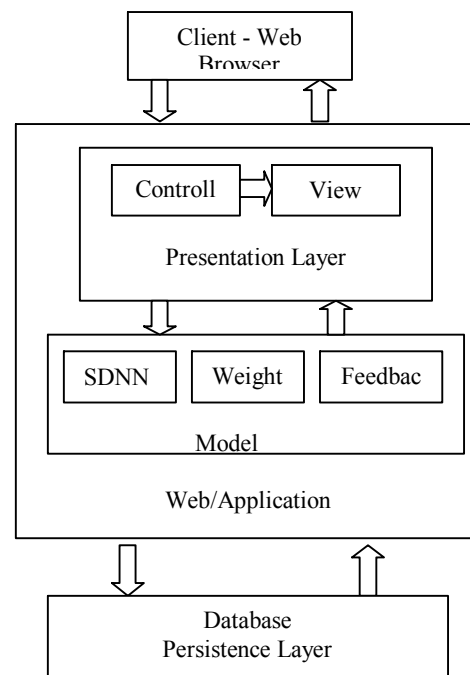 Client - Web
Browser
Controll
View
Presentation Layer
SDNN
Weight
Feedbac
Model
Web/Application
Database
Persistence Layer